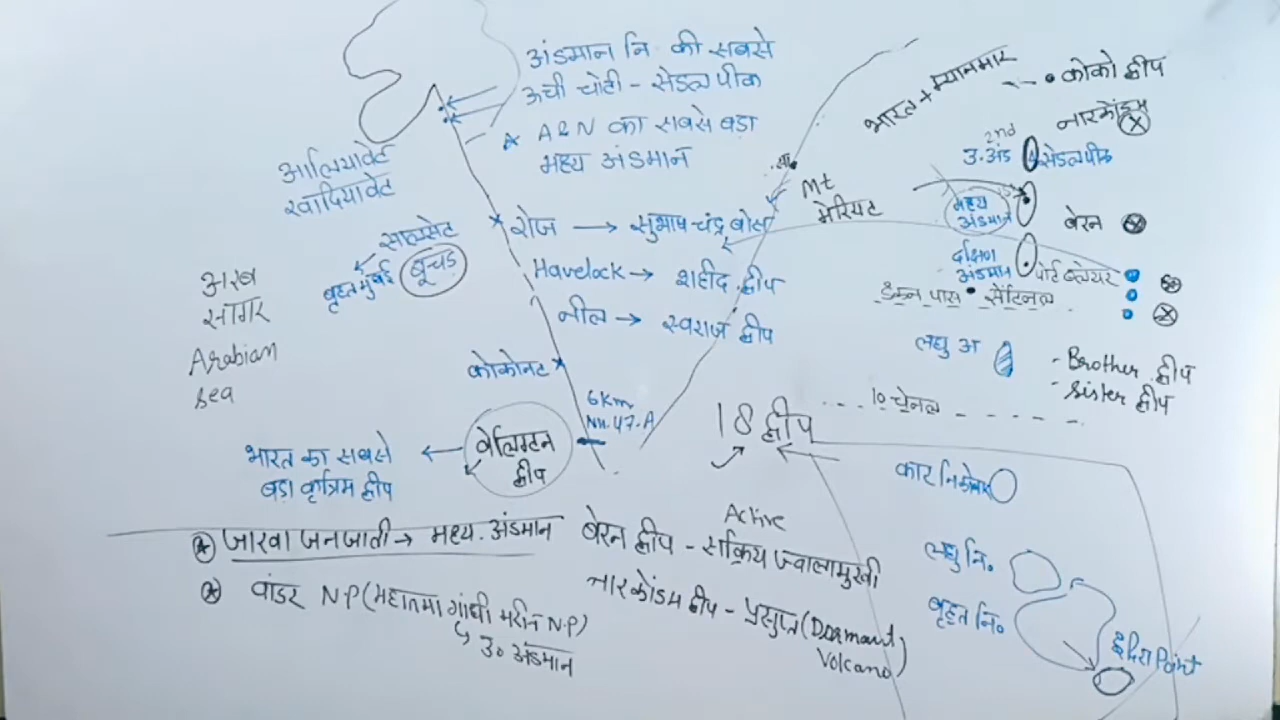 अंडमान नि की सबसे
ऊची चोटी - सेडल पीक
A&N का सबसे बड़ा
मध्य अंडमान
आलियाबेट
खादियाबेट
साल्सेट
बृहत मुंबई
बूचड़
अरब
सागर
Arabian
Sea
रोज → सुभाष चंद्र बोस
Havelock → शहीद द्वीप
नील → स्वराज द्वीप
कोकोनट
6km
NH.47-A
वेलिंग्टन
द्वीप
भारत का सबसे
बड़ा कृत्रिम द्वीप
भारत + म्यानमार
कोको द्वीप
नारकोंडम
2nd
उ.अंड
सेडल पीक
Mt
मेरियट
मध्य
अंडमान
बेरन
दक्षिण
अंडमान
पोर्ट ब्लेयर
डंकन पास
सेंटिनल
लघु अ
- Brother द्वीप
- Sister द्वीप
10 चेनल
18 द्वीप
कार निकोबार
लघु नि.
बृहत नि.
इंदिरा Point
जारवा जनजाती → मध्य. अंडमान
वांडर N.P (महात्मा गांधी मरीन N.P)
उ० अंडमान
Active
बेरन द्वीप - सक्रिय ज्वालामुखी
नारकोंडम द्वीप - प्रसुप्त (Dormant
Volcano)